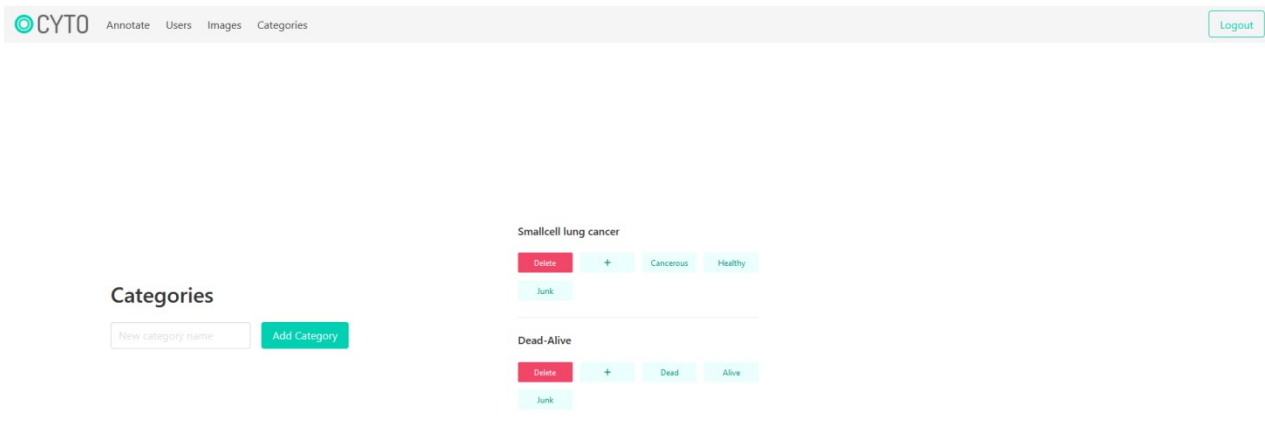 CYTO Annotate Users Images Categories Logout
Smallcell lung cancer
Delete + Cancerous Healthy
Junk
Categories
New category name Add Category
Dead-Alive
Delete + Dead Alive
Junk